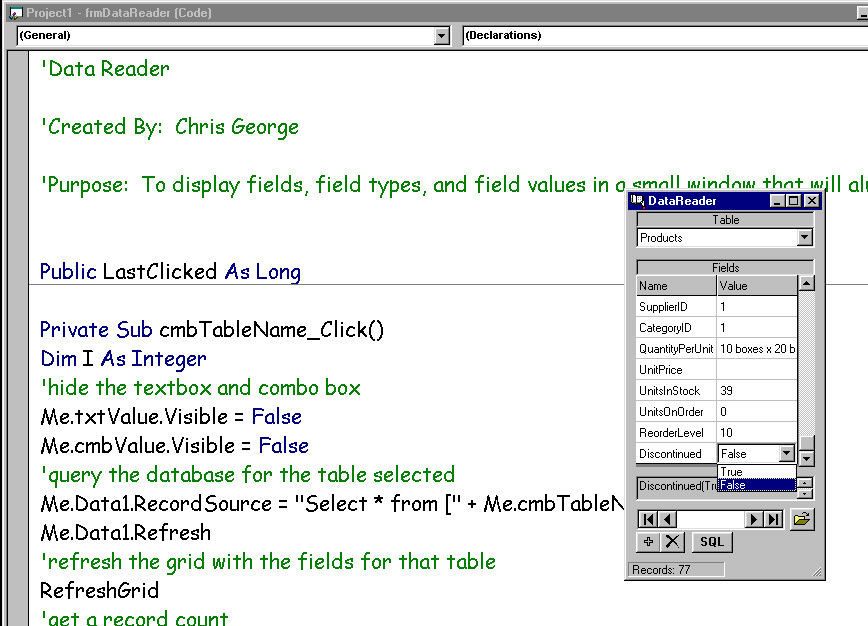 Project1 - frmDataReader (Code)
(General) (Declarations)
'Data Reader
'Created By:  Chris George
'Purpose:  To display fields, field types, and field values in a small window that will
Public LastClicked As Long
Private Sub cmbTableName_Click()
Dim I As Integer
'hide the textbox and combo box
Me.txtValue.Visible = False
Me.cmbValue.Visible = False
'query the database for the table selected
Me.Data1.RecordSource = "Select * from [" + Me.cmbTableN
Me.Data1.Refresh
'refresh the grid with the fields for that table
RefreshGrid
'get a record count
DataReader
Table
Products
Fields
Name Value
SupplierID 1
CategoryID 1
QuantityPerUnit 10 boxes x 20 b
UnitPrice
UnitsInStock 39
UnitsOnOrder 0
ReorderLevel 10
Discontinued False
True
False
Discontinued(Tru
SQL
Records: 77